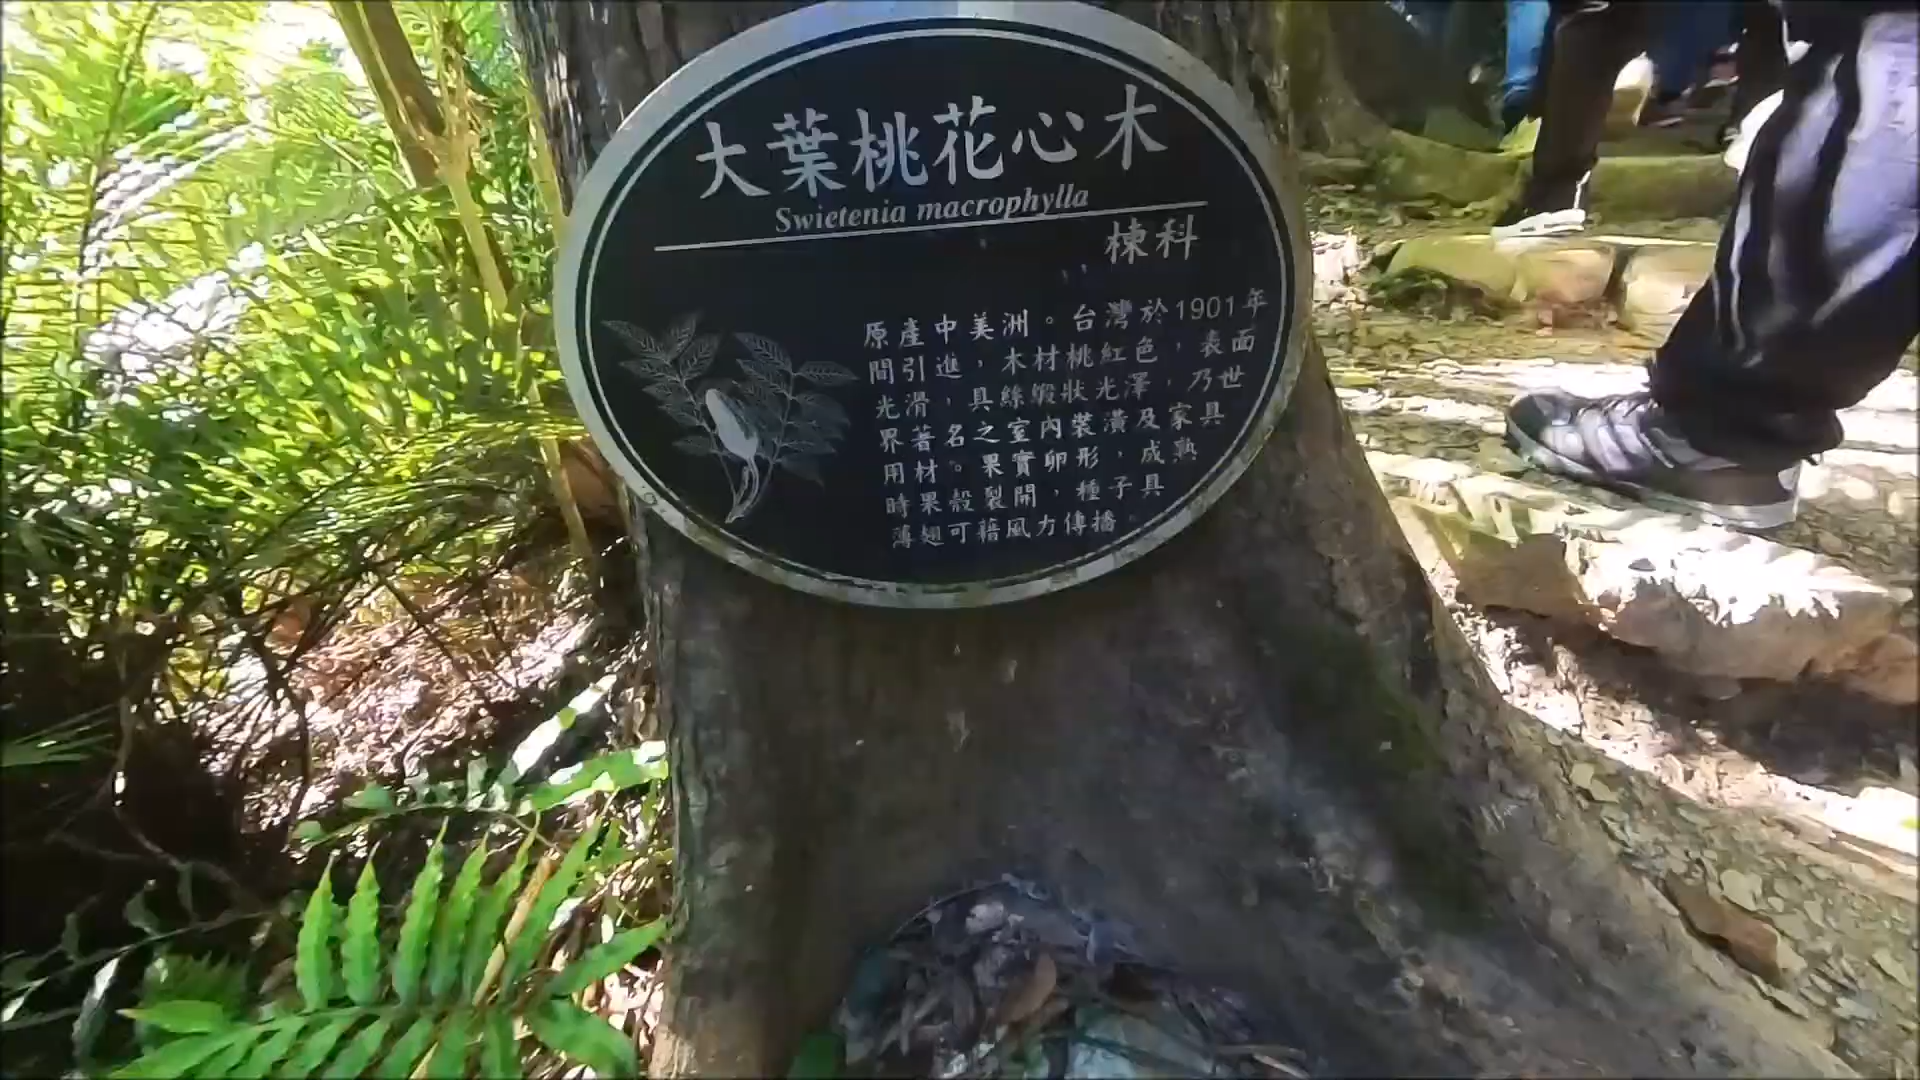 大葉桃花心木
Swietenia macrophylla
楝科
原產中美洲。台灣於1901年
間引進,木材桃紅色,表面
光滑,具絲緞狀光澤,乃世
界著名之室內裝潢及家具
用材。果實卵形,成熟
時果殼裂開,種子具
薄翅可藉風力傳播。